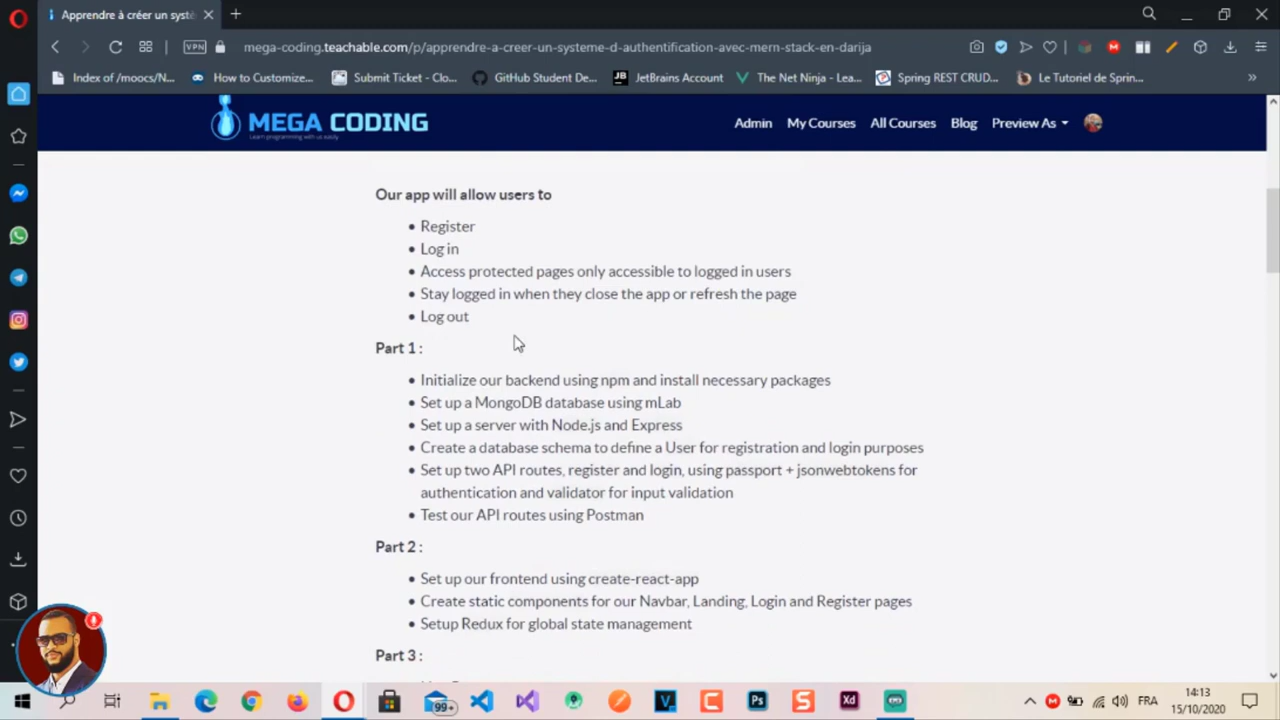 Apprendre à créer un systè
mega-coding.teachable.com/p/apprendre-a-creer-un-systeme-d-authentification-avec-mern-stack-en-darija
VPN
Index of /moocs/N...
How to Customize...
Submit Ticket - Clo...
GitHub Student De...
JetBrains Account
The Net Ninja - Lea...
Spring REST CRUD...
Le Tutoriel de Sprin...
MEGA CODING
Learn programming with us easily
Admin
My Courses
All Courses
Blog
Preview As
Our app will allow users to
• Register
• Log in
• Access protected pages only accessible to logged in users
• Stay logged in when they close the app or refresh the page
• Log out
Part 1 :
• Initialize our backend using npm and install necessary packages
• Set up a MongoDB database using mLab
• Set up a server with Node.js and Express
• Create a database schema to define a User for registration and login purposes
• Set up two API routes, register and login, using passport + jsonwebtokens for
authentication and validator for input validation
• Test our API routes using Postman
Part 2 :
• Set up our frontend using create-react-app
• Create static components for our Navbar, Landing, Login and Register pages
• Setup Redux for global state management
Part 3 :
99+
FRA
14:13
15/10/2020